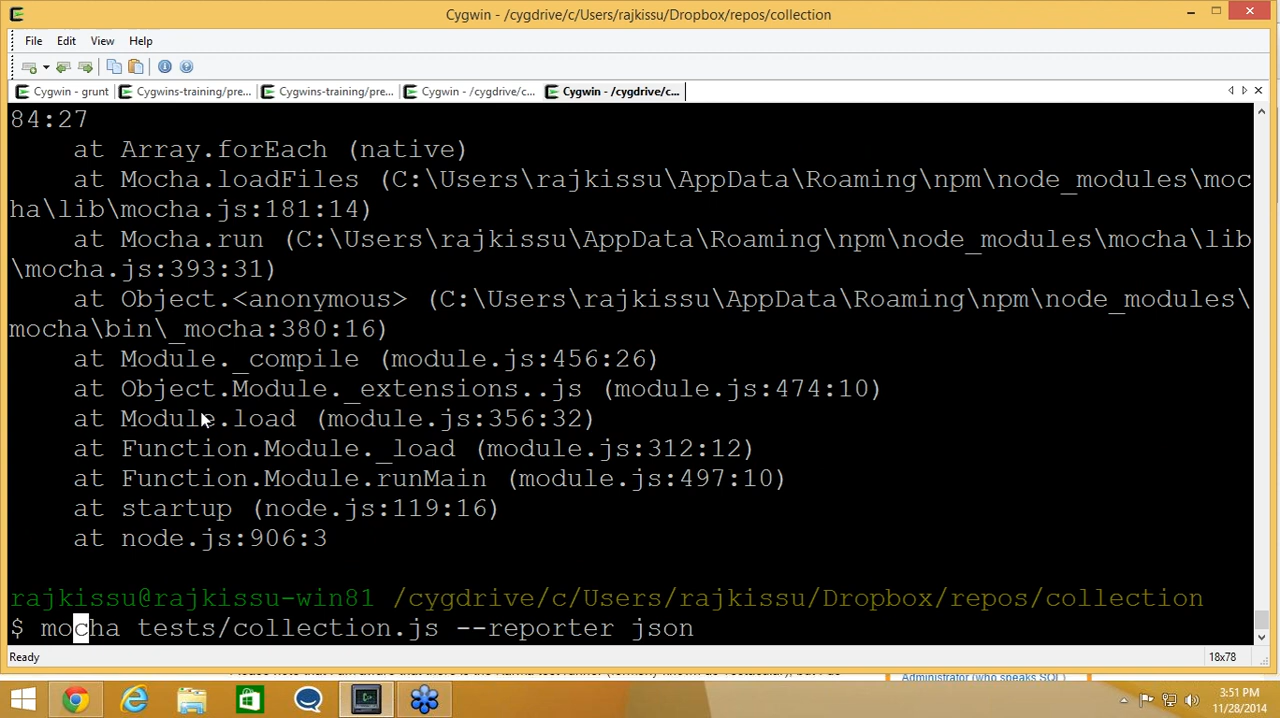 Cygwin - /cygdrive/c/Users/rajkissu/Dropbox/repos/collection
File Edit View Help
Cygwin - grunt Cygwins-training/pre... Cygwins-training/pre... Cygwin - /cygdrive/c... Cygwin - /cygdrive/c...
84:27
at Array.forEach (native)
at Mocha.loadFiles (C:\Users\rajkissu\AppData\Roaming\npm\node_modules\moc
ha\lib\mocha.js:181:14)
at Mocha.run (C:\Users\rajkissu\AppData\Roaming\npm\node_modules\mocha\lib
\mocha.js:393:31)
at Object.<anonymous> (C:\Users\rajkissu\AppData\Roaming\npm\node_modules\
mocha\bin\_mocha:380:16)
at Module._compile (module.js:456:26)
at Object.Module._extensions..js (module.js:474:10)
at Module.load (module.js:356:32)
at Function.Module._load (module.js:312:12)
at Function.Module.runMain (module.js:497:10)
at startup (node.js:119:16)
at node.js:906:3
rajkissu@rajkissu-win81 /cygdrive/c/Users/rajkissu/Dropbox/repos/collection
$ mocha tests/collection.js --reporter json
Ready 18x78
Administrator (who speaks SQL)
3:51 PM
11/28/2014